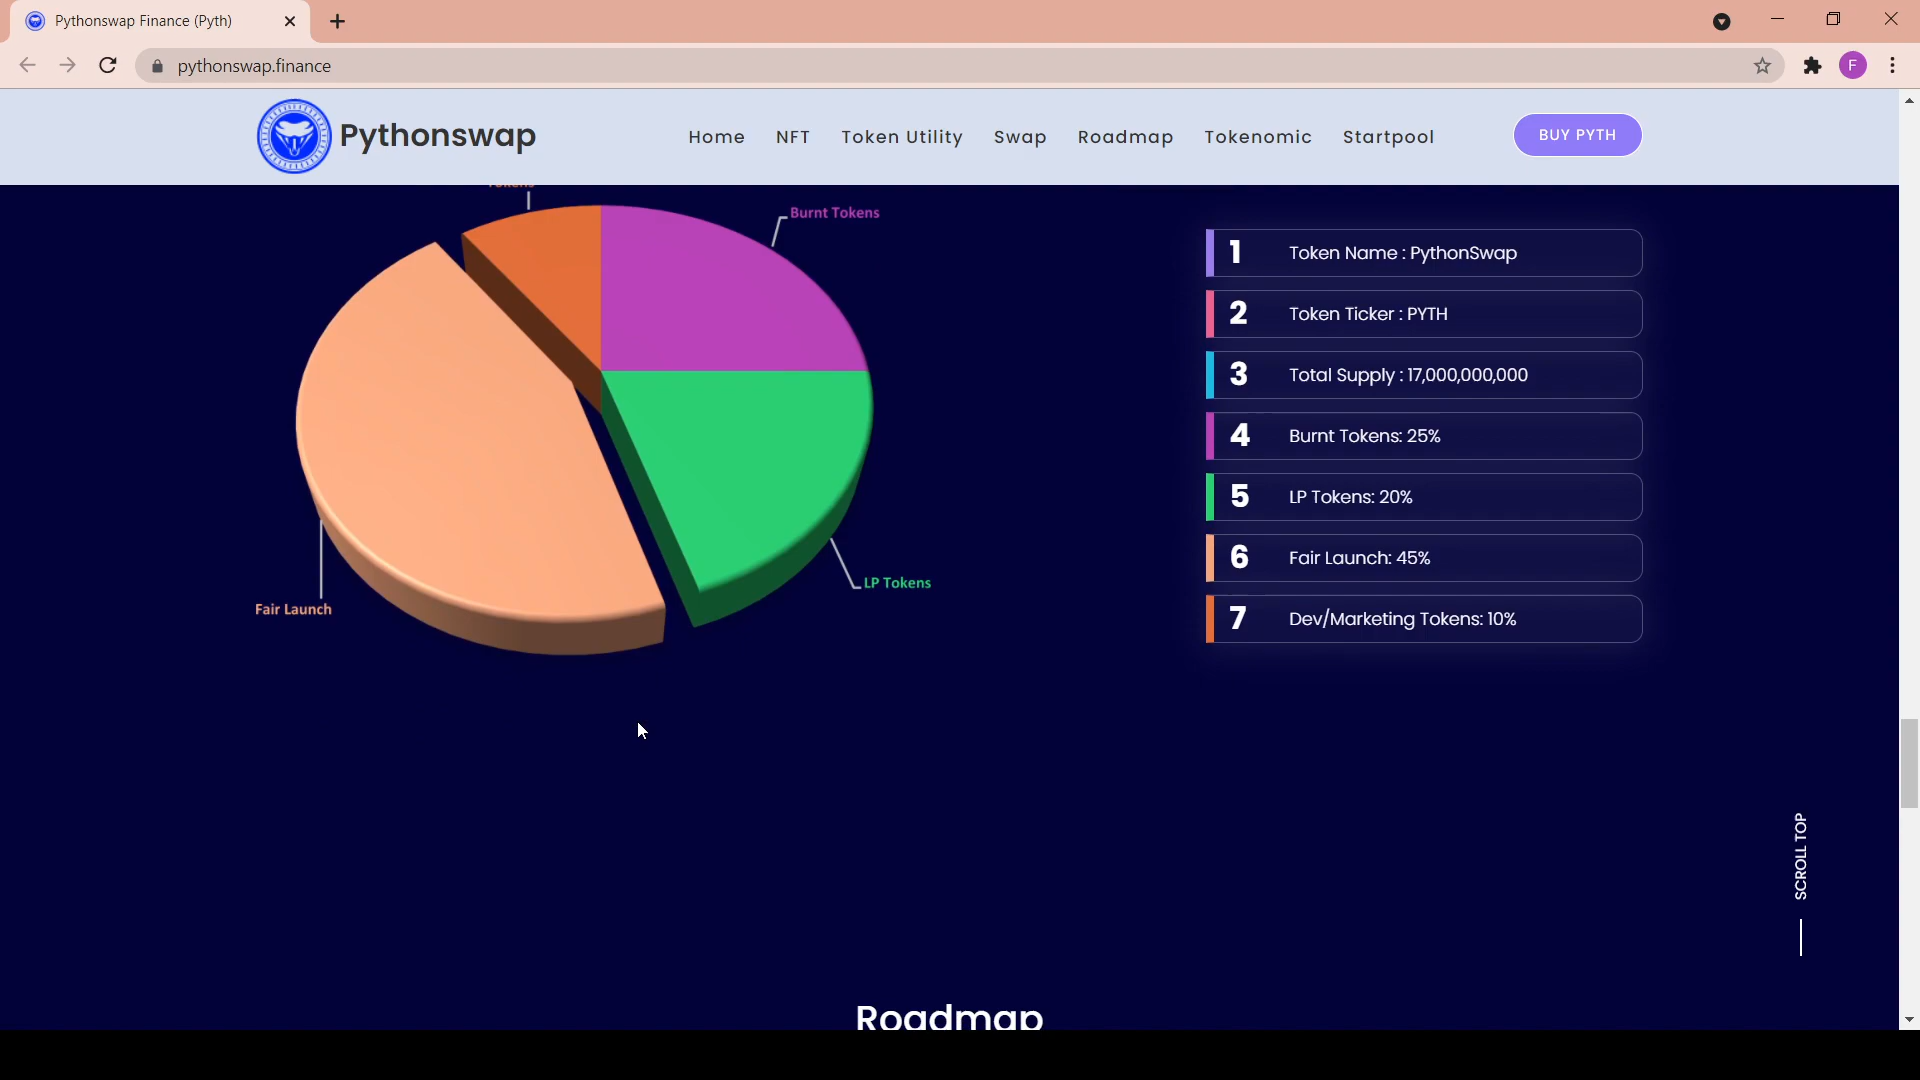 Pythonswap Finance (Pyth)
pythonswap.finance
F
Pythonswap
Home NFT Token Utility Swap Roadmap Tokenomic Startpool
BUY PYTH
Tokens
Burnt Tokens
LP Tokens
Fair Launch
1 Token Name : PythonSwap
2 Token Ticker : PYTH
3 Total Supply : 17,000,000,000
4 Burnt Tokens: 25%
5 LP Tokens: 20%
6 Fair Launch: 45%
7 Dev/Marketing Tokens: 10%
SCROLL TOP
Roadmap